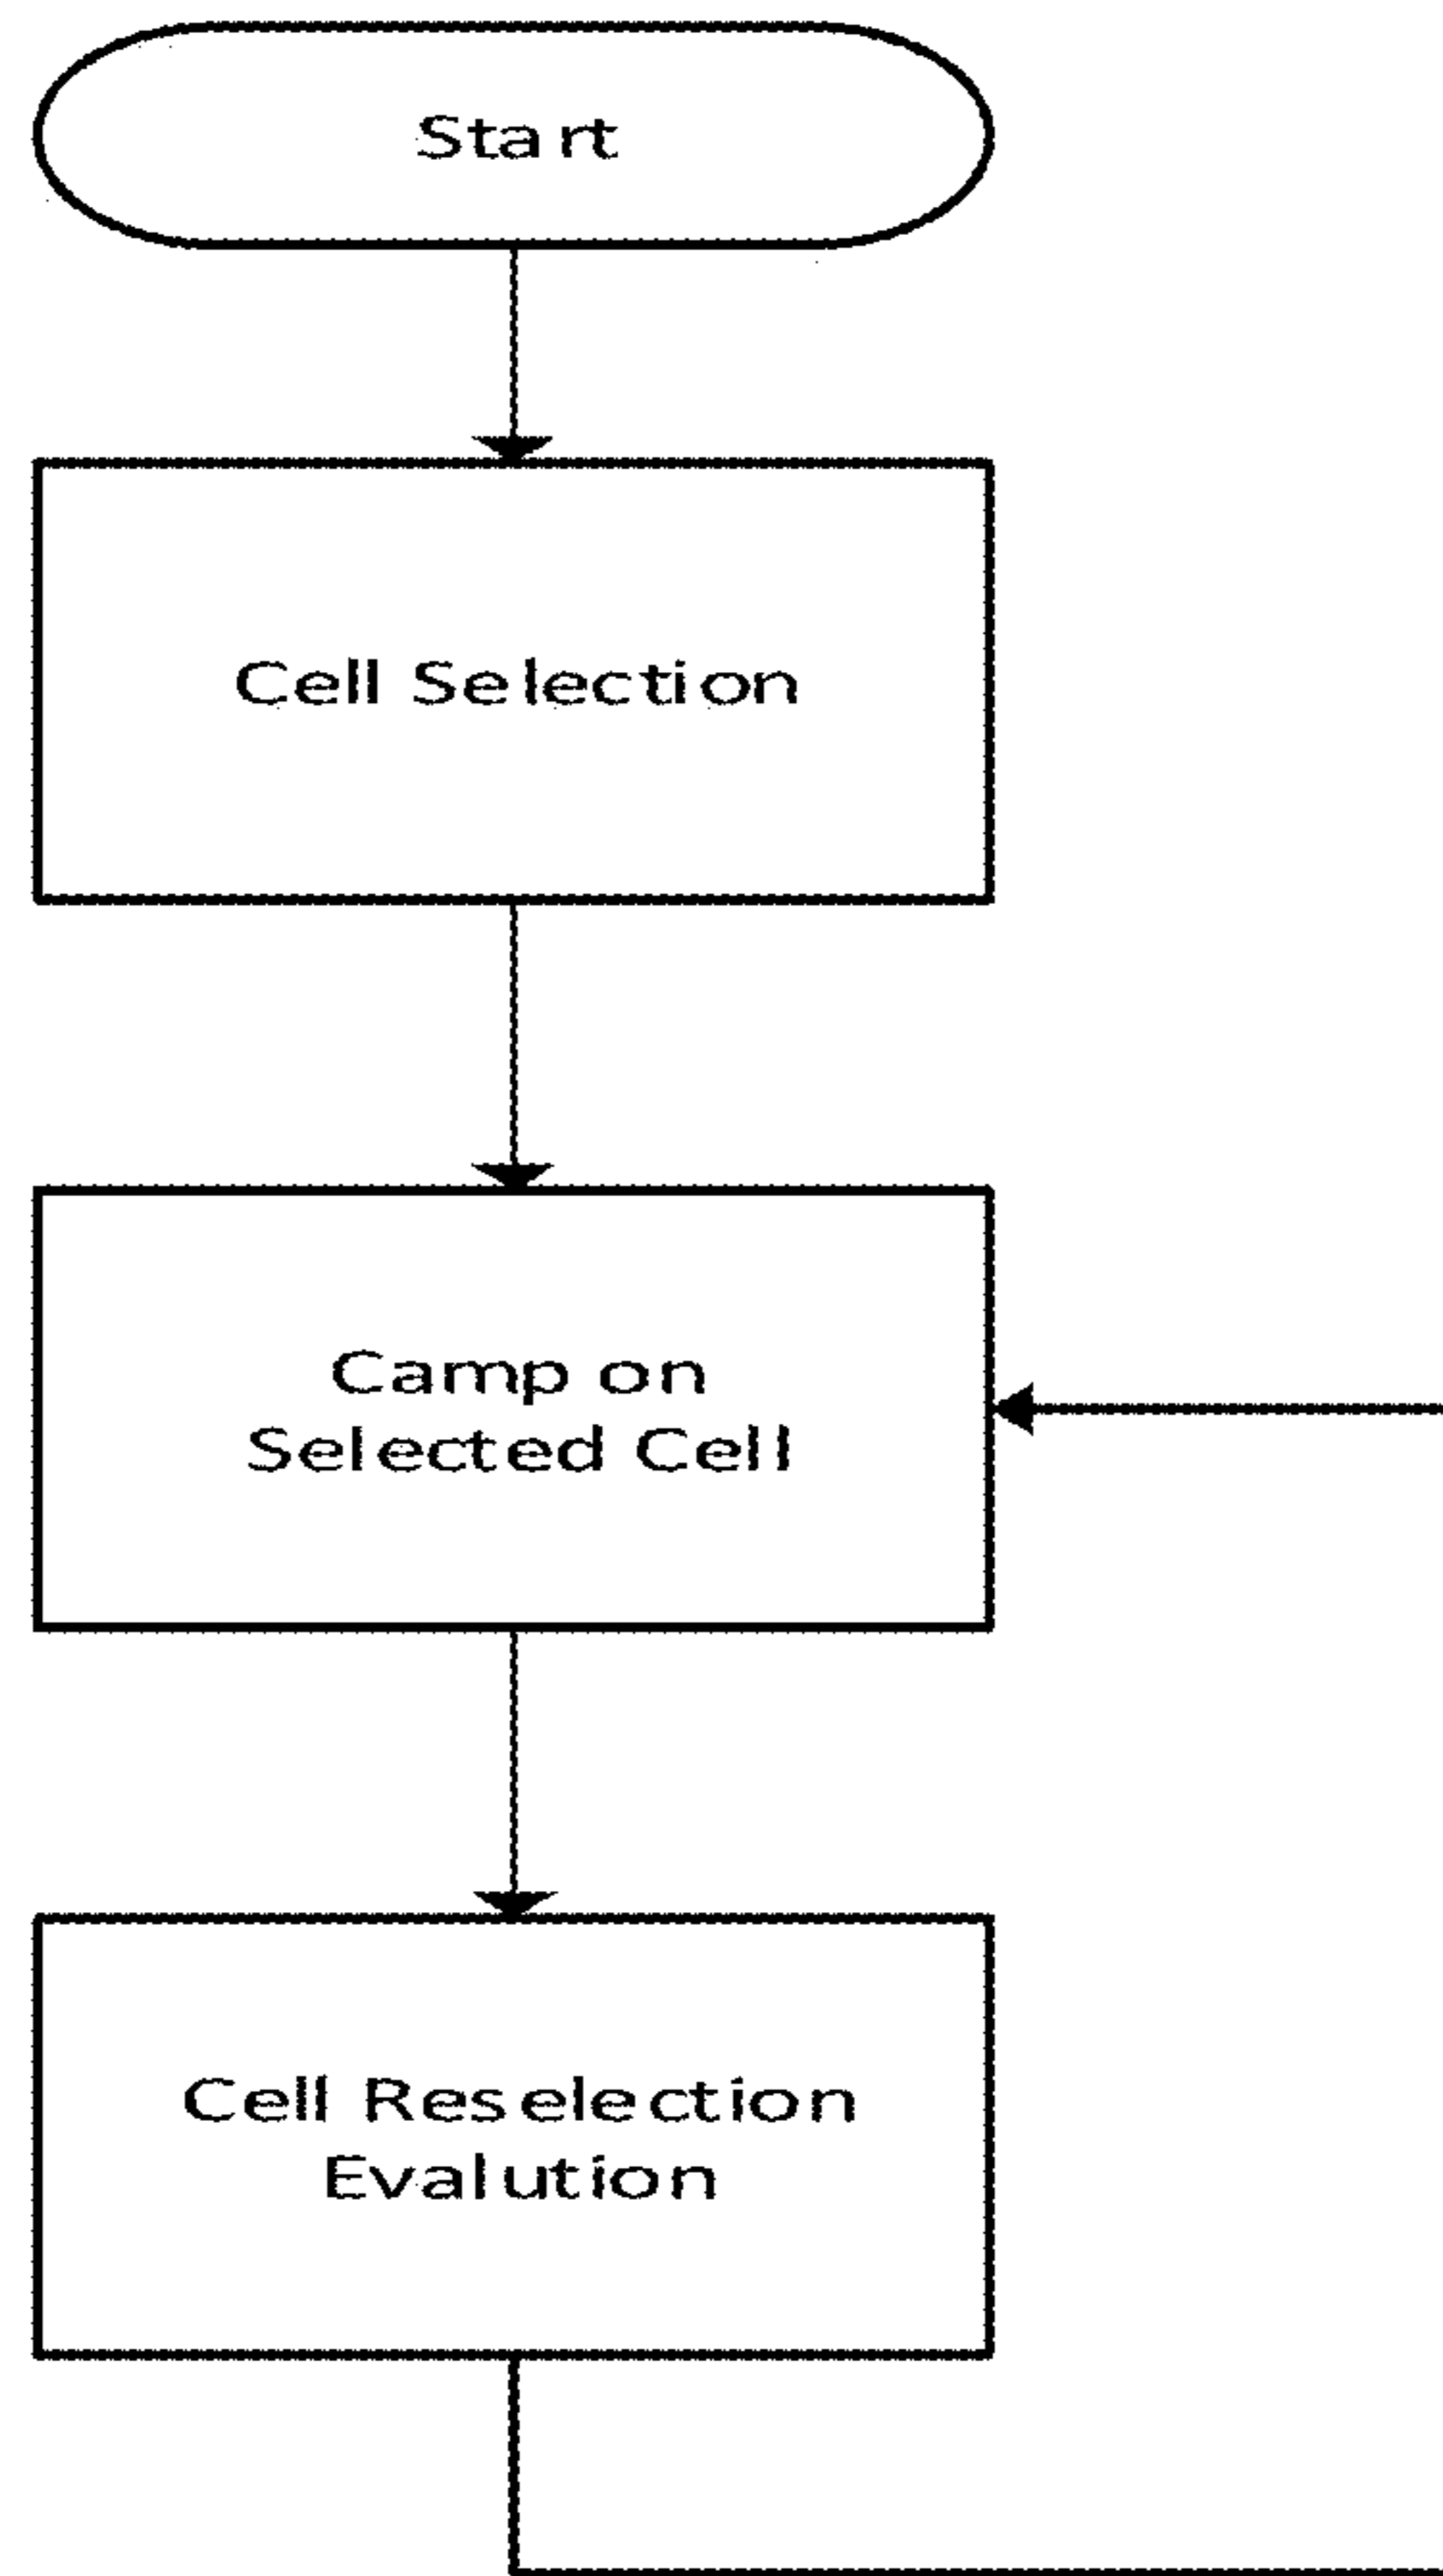 Start
Cell Selection
Camp on
Selected Cell
Cell Reselection
Evalution